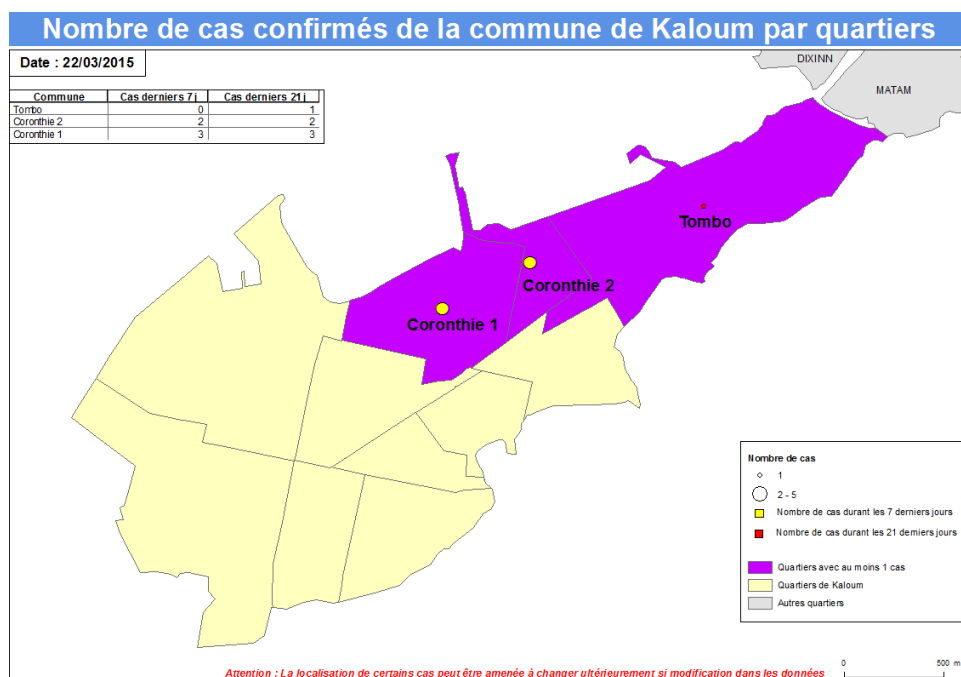 Nombre de cas confirmés de la commune de Kaloum par quartiers
Date : 22/03/2015
DIXINN
MATAM
Commune Cas derniers 7 j Cas derniers 21 j
Tombo 0 1
Coronthie 2 2 2
Coronthie 1 3 3
Tombo
Coronthie 2
Coronthie 1
Nombre de cas
1
2 - 5
Nombre de cas durant les 7 derniers jours
Nombre de cas durant les 21 derniers jours
Quartiers avec au moins 1 cas
Quartiers de Kaloum
Autres quartiers
Attention : La localisation de certains cas peut être amenée à changer ultérieurement si modification dans les données
0 500 m